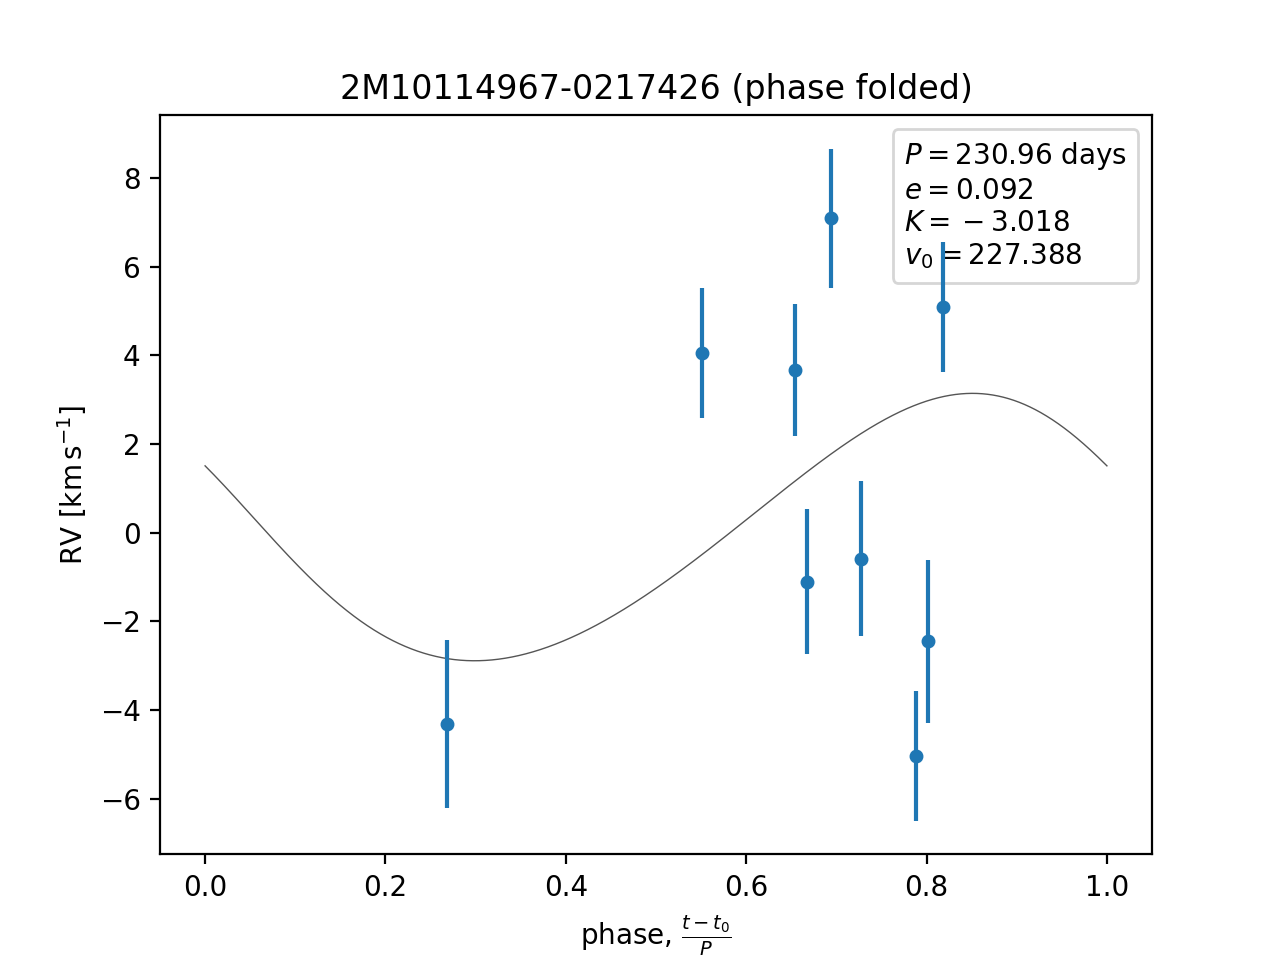 2M10114967-0217426 (phase folded)
P = 230.96 days
e = 0.092
K = −3.018
v₀ = 227.388
8
6
4
2
0
−2
−4
−6
RV [km s⁻¹]
0.0 0.2 0.4 0.6 0.8 1.0
phase, (t − t₀)/P